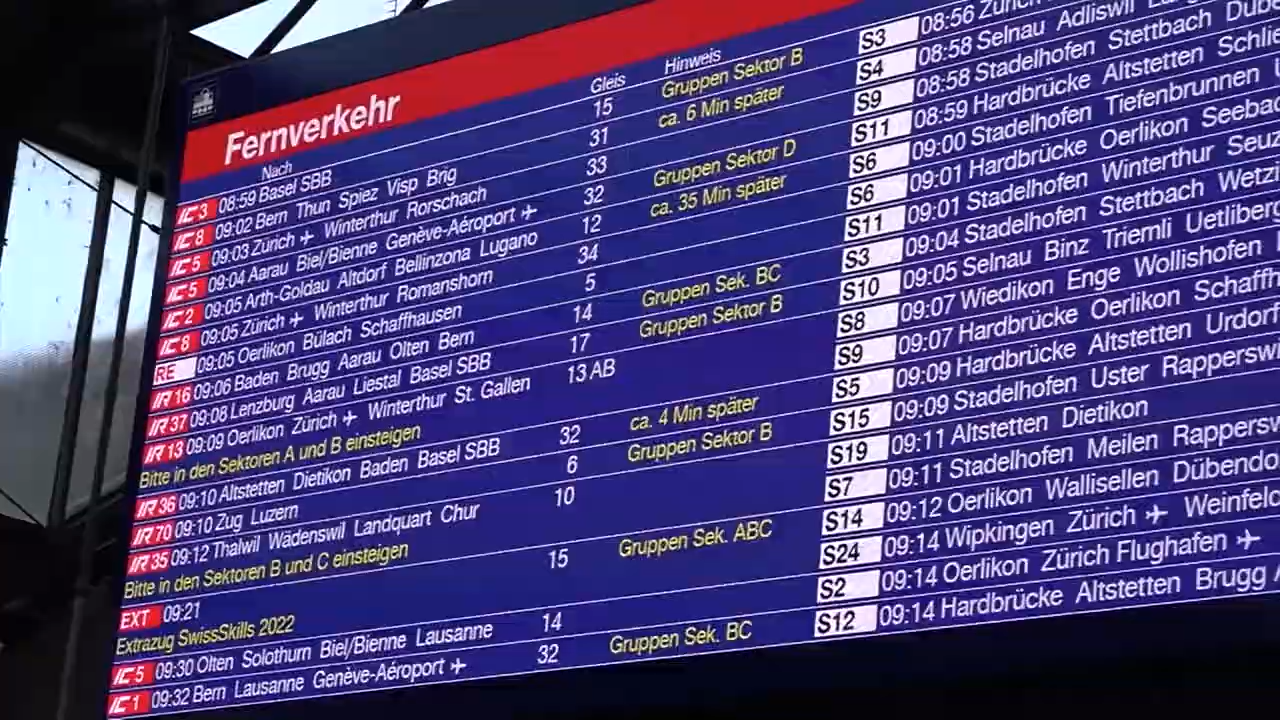 Fernverkehr
Nach Gleis Hinweis
IC 3 08:59 Basel SBB 15 Gruppen Sektor B
IC 8 09:02 Bern Thun Spiez Visp Brig 31 ca. 6 Min später
IC 5 09:03 Zürich ✈ Winterthur Rorschach 33
IC 5 09:04 Aarau Biel/Bienne Genève-Aéroport ✈ 32 Gruppen Sektor D
IC 2 09:05 Arth-Goldau Altdorf Bellinzona Lugano 12 ca. 35 Min später
IC 8 09:05 Zürich ✈ Winterthur Romanshorn 34
RE 09:05 Oerlikon Bülach Schaffhausen 5
IR 16 09:06 Baden Brugg Aarau Olten Bern 14 Gruppen Sek. BC
IR 37 09:08 Lenzburg Aarau Liestal Basel SBB 17 Gruppen Sektor B
IR 13 09:09 Oerlikon Zürich ✈ Winterthur St. Gallen 13 AB
Bitte in den Sektoren A und B einsteigen
IR 36 09:10 Altstetten Dietikon Baden Basel SBB 32 ca. 4 Min später
IR 70 09:10 Zug Luzern 6 Gruppen Sektor B
IR 35 09:12 Thalwil Wädenswil Landquart Chur 10
Bitte in den Sektoren B und C einsteigen
EXT 09:21 15 Gruppen Sek. ABC
Extrazug SwissSkills 2022
IC 5 09:30 Olten Solothurn Biel/Bienne Lausanne 14
IC 1 09:32 Bern Lausanne Genève-Aéroport ✈ 32 Gruppen Sek. BC
S3 08:56
S4 08:58 Selnau Adliswil
S9 08:58 Stadelhofen Stettbach
S11 08:59 Hardbrücke Altstetten Schlie
S6 09:00 Stadelhofen Tiefenbrunnen
S6 09:01 Hardbrücke Oerlikon Seebac
S11 09:01 Stadelhofen Winterthur Seuz
S3 09:04 Stadelhofen Stettbach Wetzi
S10 09:05 Selnau Binz Triemli Uetliberg
S8 09:07 Wiedikon Enge Wollishofen
S9 09:07 Hardbrücke Oerlikon Schaffh
S5 09:09 Hardbrücke Altstetten Urdorf
S15 09:09 Stadelhofen Uster Rapperswi
S19 09:11 Altstetten Dietikon
S7 09:11 Stadelhofen Meilen Rappersw
S14 09:12 Oerlikon Wallisellen Dübendo
S24 09:14 Wipkingen Zürich ✈ Weinfeld
S2 09:14 Oerlikon Zürich Flughafen ✈
S12 09:14 Hardbrücke Altstetten Brugg